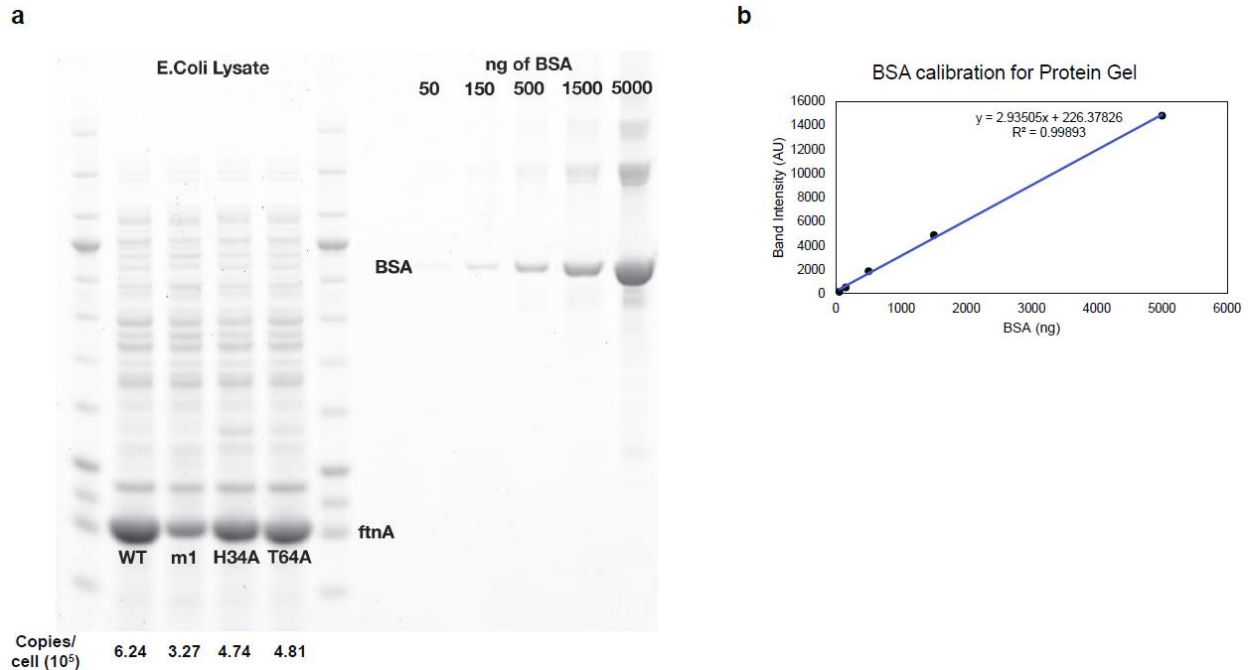 a
E.Coli Lysate
ng of BSA
50 150 500 1500 5000
BSA
ftnA
WT m1 H34A T64A
Copies/
cell (10⁵)
6.24 3.27 4.74 4.81
b
BSA calibration for Protein Gel
16000
14000
12000
10000
8000
6000
4000
2000
0
Band Intensity (AU)
y = 2.93505x + 226.37826
R² = 0.99893
0 1000 2000 3000 4000 5000 6000
BSA (ng)